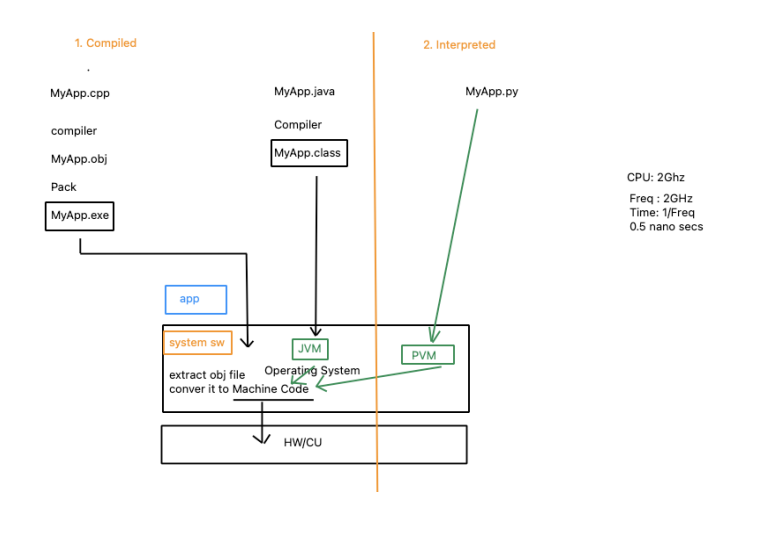 1. Compiled
2. Interpreted
MyApp.cpp
MyApp.java
MyApp.py
compiler
Compiler
MyApp.obj
MyApp.class
Pack
MyApp.exe
CPU: 2Ghz
Freq : 2GHz
Time: 1/Freq
0.5 nano secs
app
system sw
JVM
PVM
Operating System
extract obj file
conver it to Machine Code
HW/CU